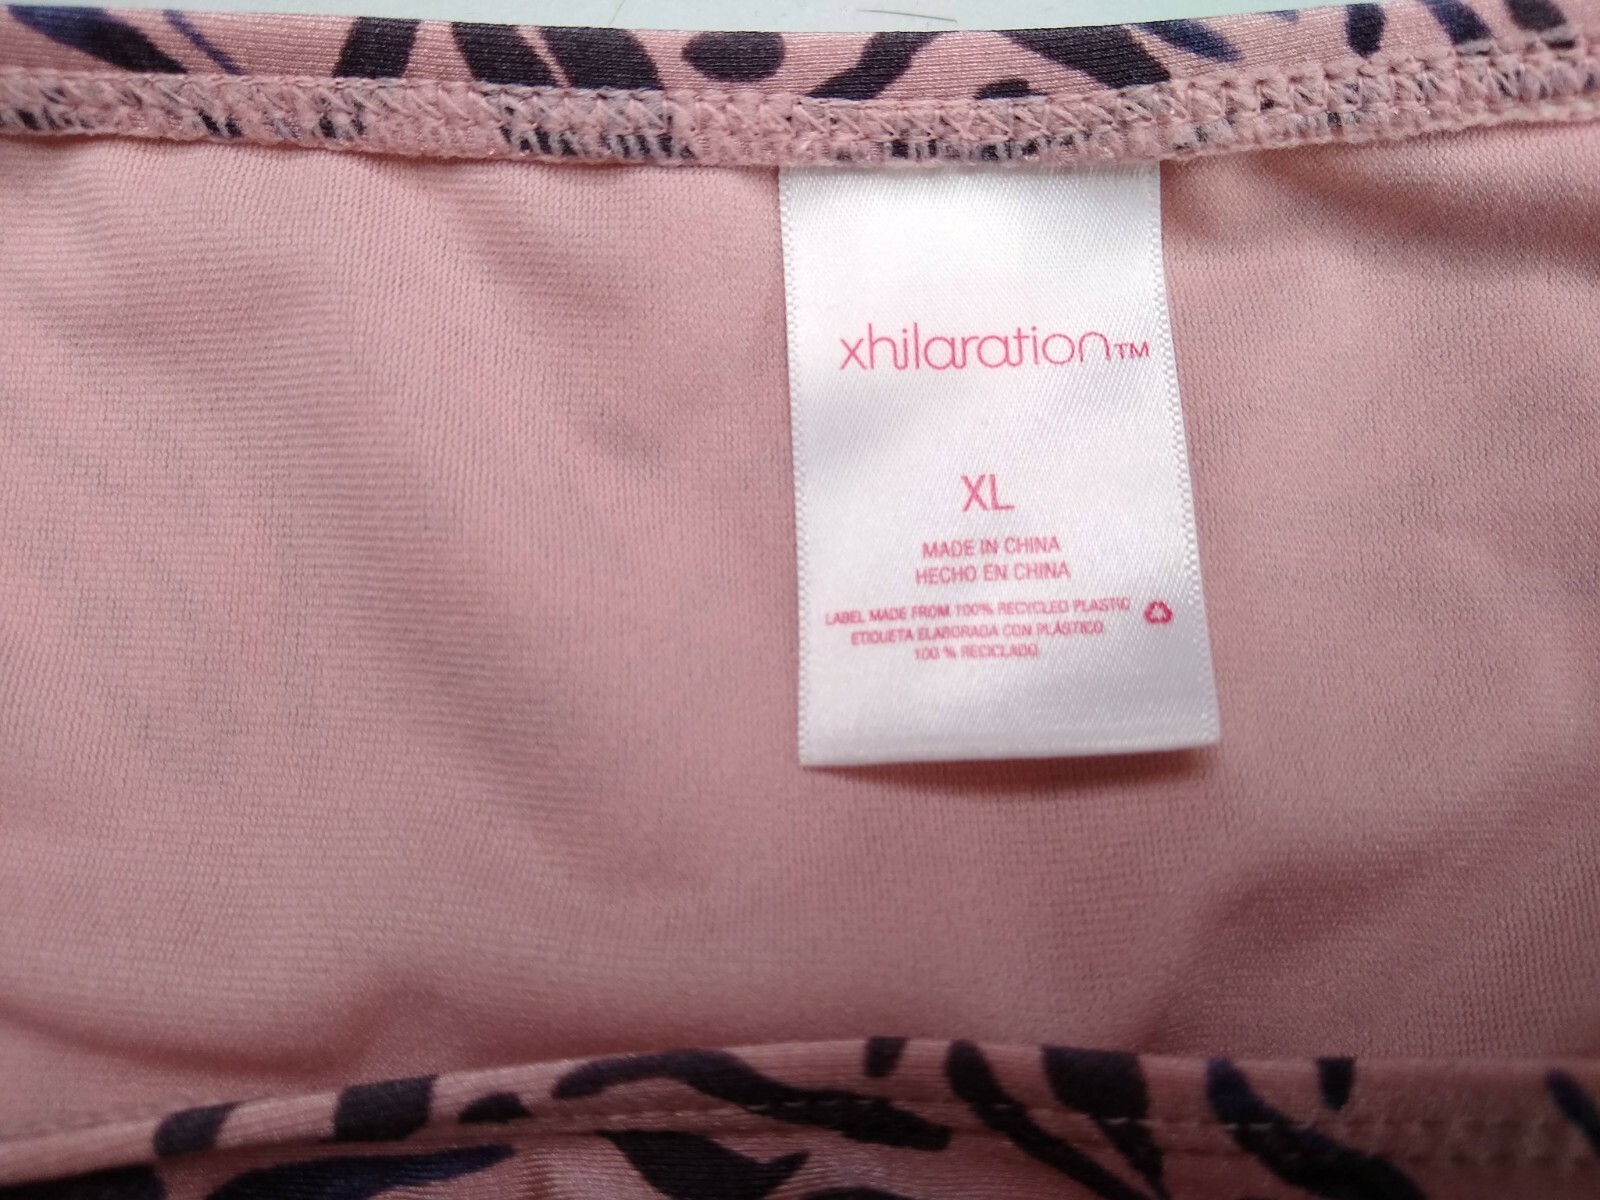 xhilaration™
XL
MADE IN CHINA
HECHO EN CHINA
LABEL MADE FROM 100% RECYCLED PLASTIC
ETIQUETA ELABORADA CON PLÁSTICO
100 % RECICLADO